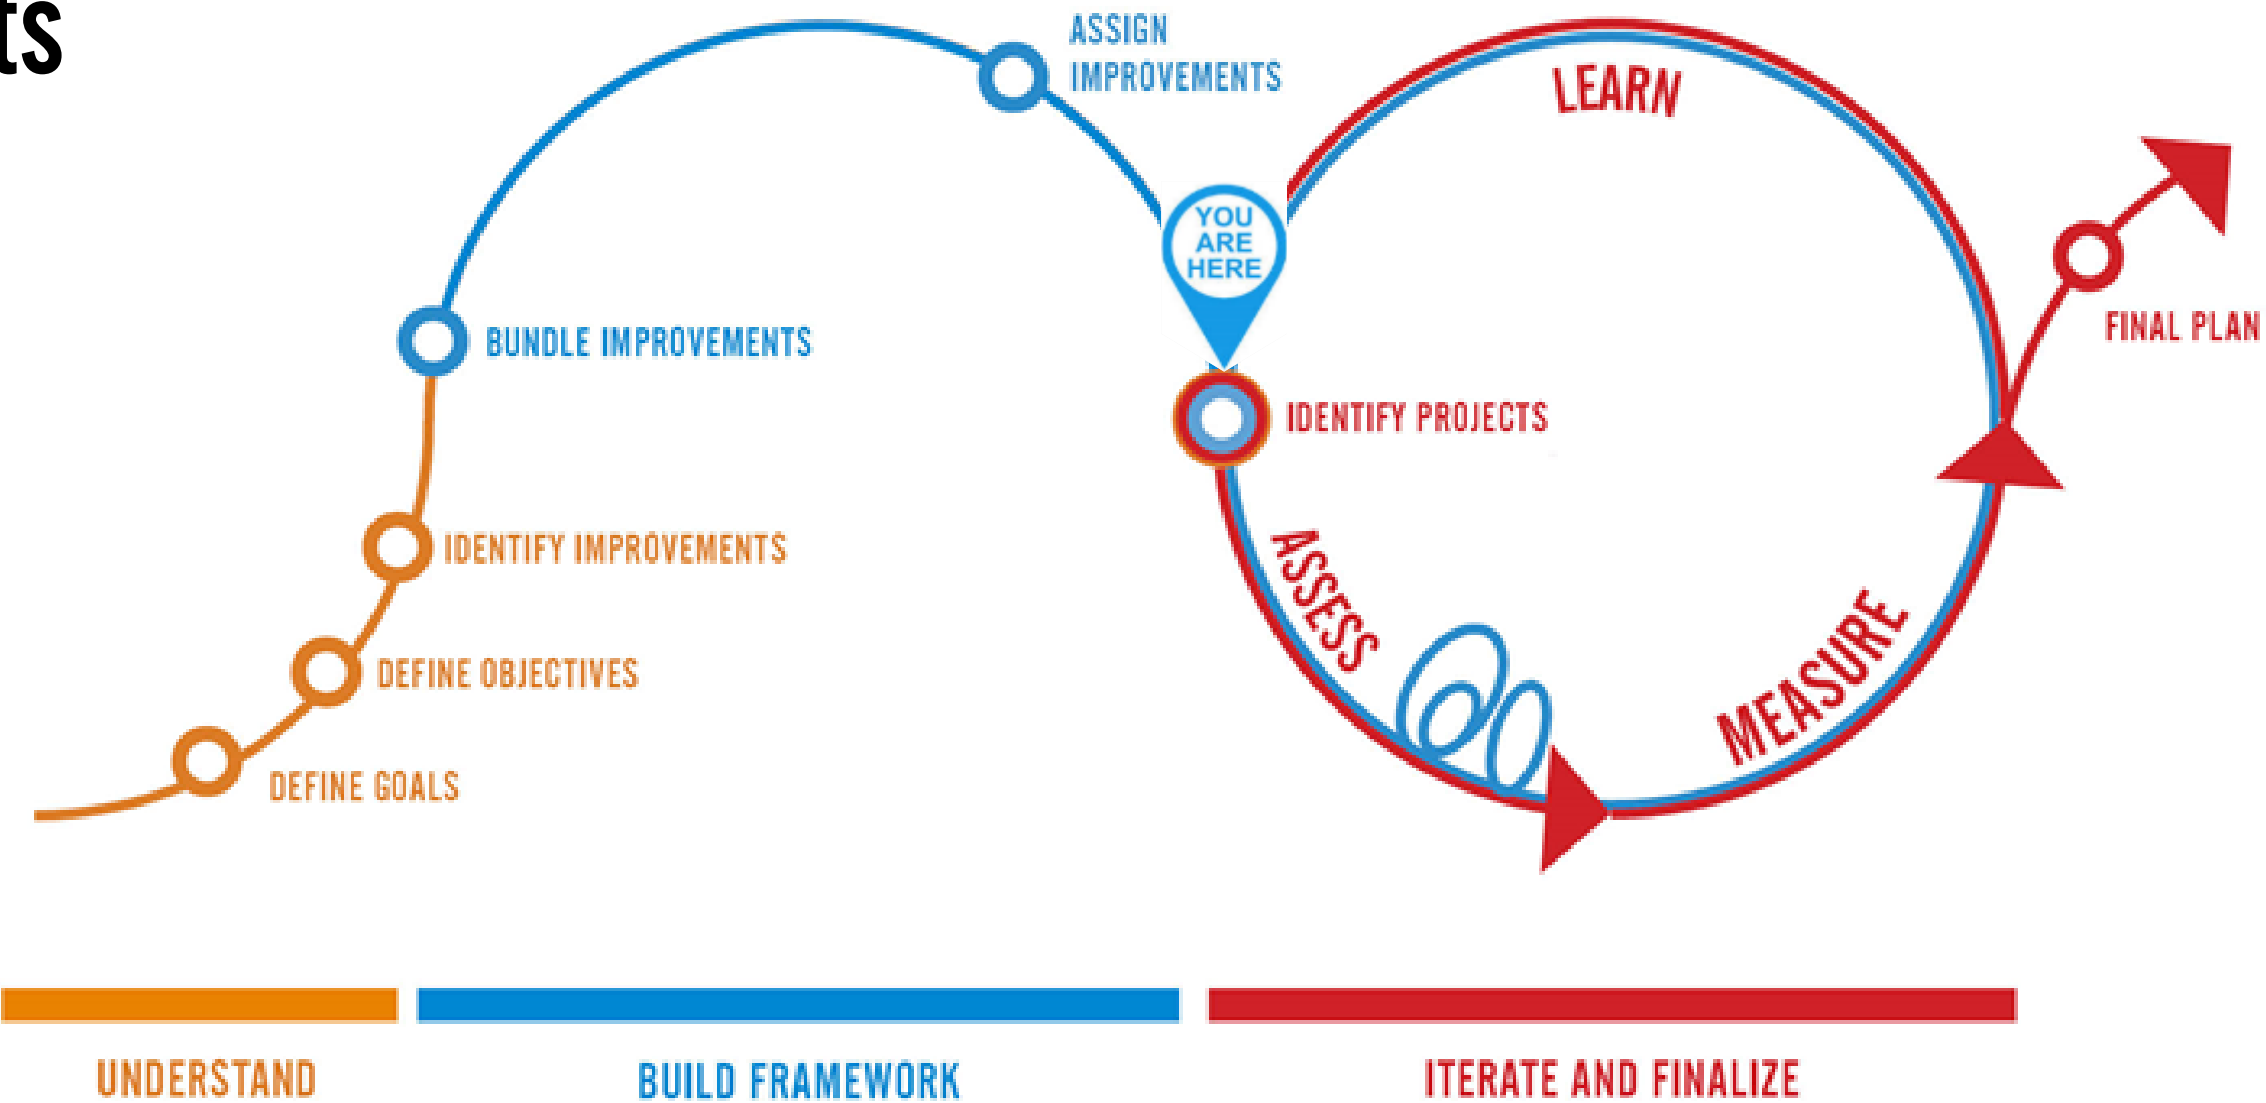 ts
ASSIGN
IMPROVEMENTS
LEARN
YOU
ARE
HERE
FINAL PLAN
BUNDLE IMPROVEMENTS
IDENTIFY PROJECTS
IDENTIFY IMPROVEMENTS
ASSESS
MEASURE
DEFINE OBJECTIVES
DEFINE GOALS
UNDERSTAND
BUILD FRAMEWORK
ITERATE AND FINALIZE